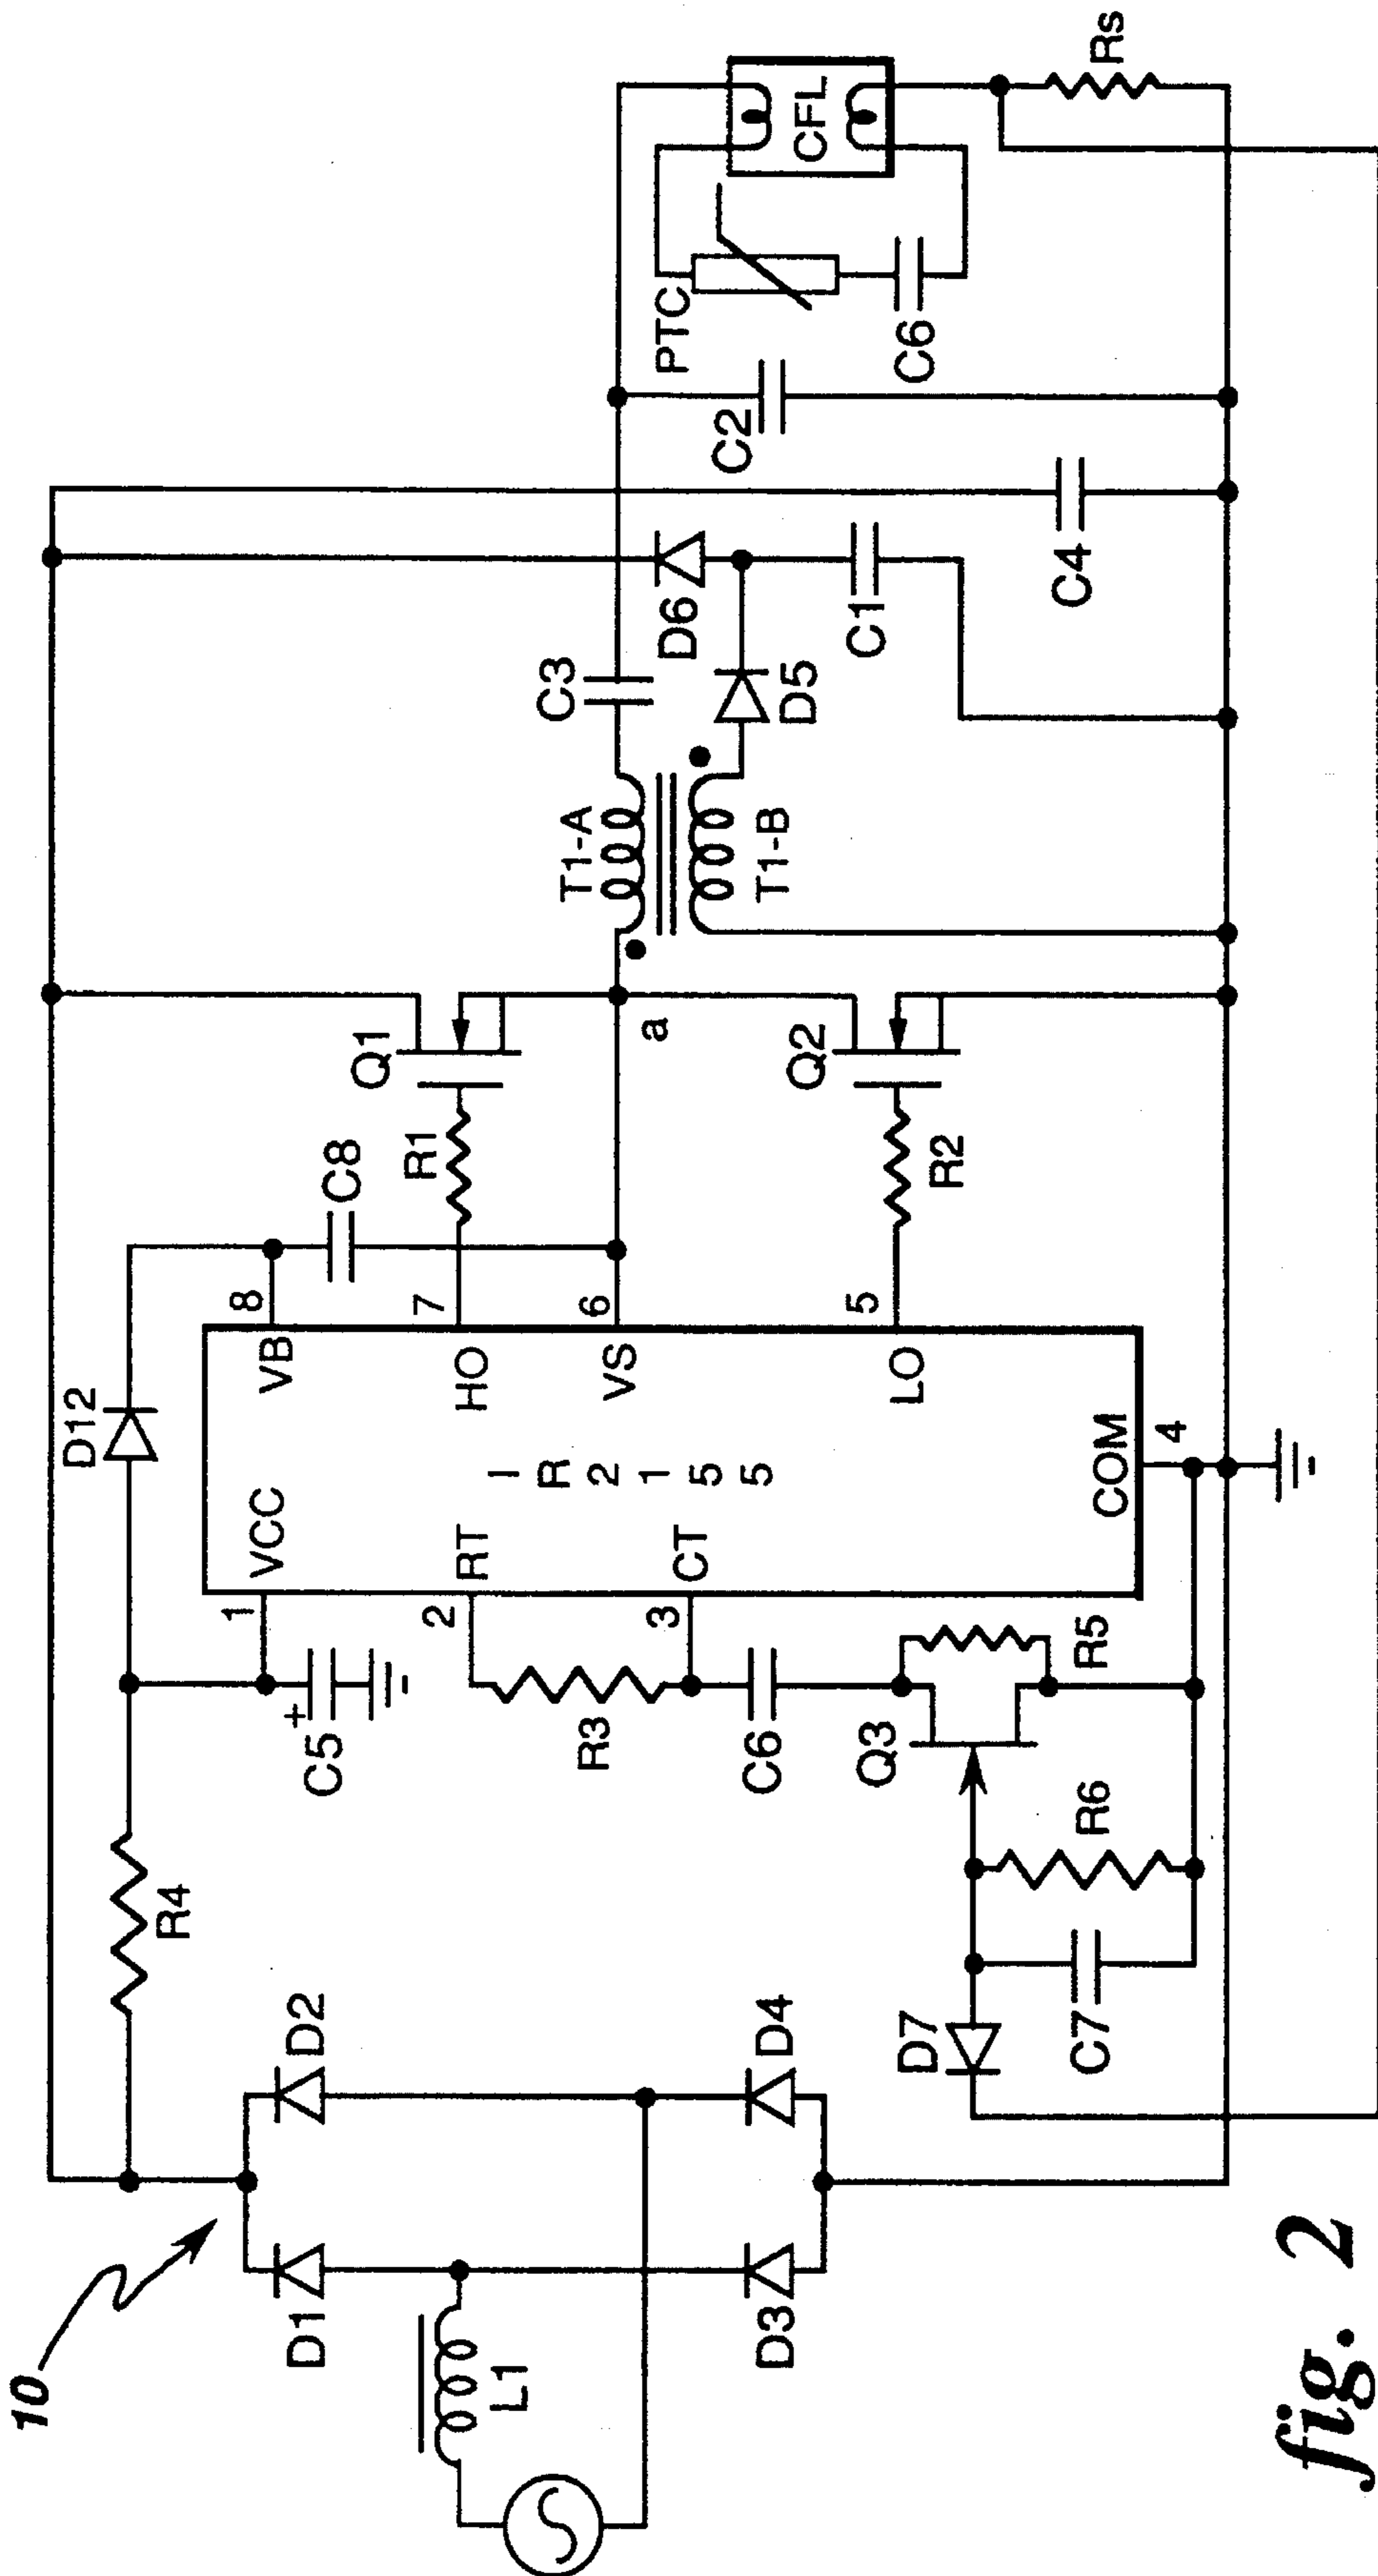 10
L1
D1
D2
D3
D4
R4
D12
C5
+
1
VCC
2
RT
3
CT
R3
C6
Q3
R5
R6
C7
D7
IR2155
COM
4
VB
8
HO
7
VS
6
LO
5
C8
R1
R2
Q1
Q2
a
T1-A
T1-B
C3
D5
D6
C1
C4
C2
PTC
C6
CFL
Rs
fig. 2